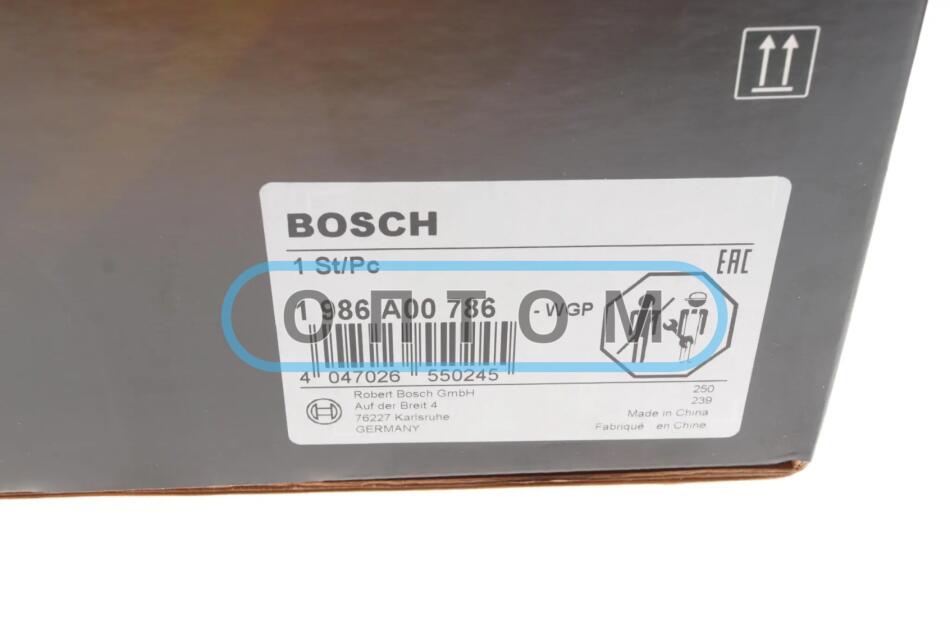 BOSCH
1 St/Pc
EAC
1 986 A00 786 - WGP
ОПТОМ
4 047026 550245
Robert Bosch GmbH
Auf der Breit 4
76227 Karlsruhe
GERMANY
250
239
Made in China
Fabriqué en Chine